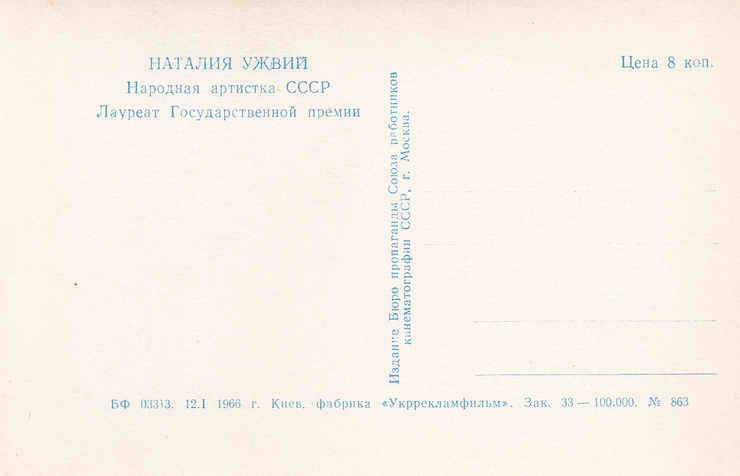 НАТАЛИЯ УЖВИЙ
Народная артистка СССР
Лауреат Государственной премии
Издание Бюро пропаганды Союза работников
кинематографии СССР, г. Москва.
Цена 8 коп.
БФ 03313. 12.I 1966 г. Киев, фабрика «Укррекламфильм». Зак. 33 — 100.000. № 863